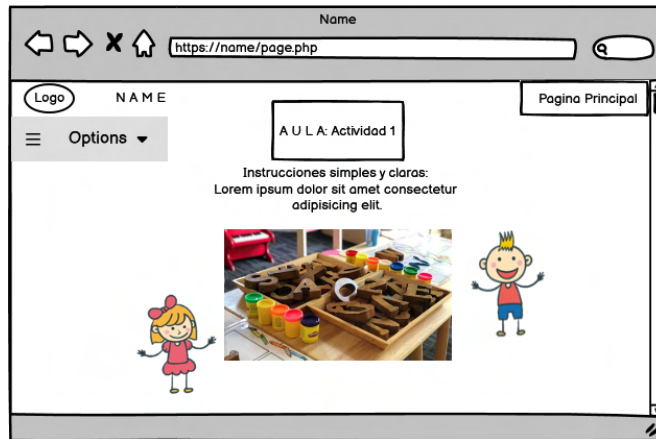 Name
https://name/page.php
Logo
NAME
Pagina Principal
Options
A U L A: Actividad 1
Instrucciones simples y claras:
Lorem ipsum dolor sit amet consectetur
adipisicing elit.